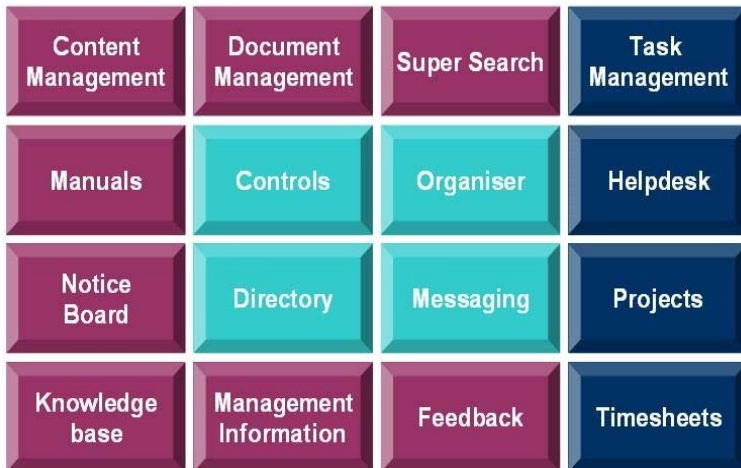 Content
Management
Document
Management
Super Search
Task
Management
Manuals
Controls
Organiser
Helpdesk
Notice
Board
Directory
Messaging
Projects
Knowledge
base
Management
Information
Feedback
Timesheets